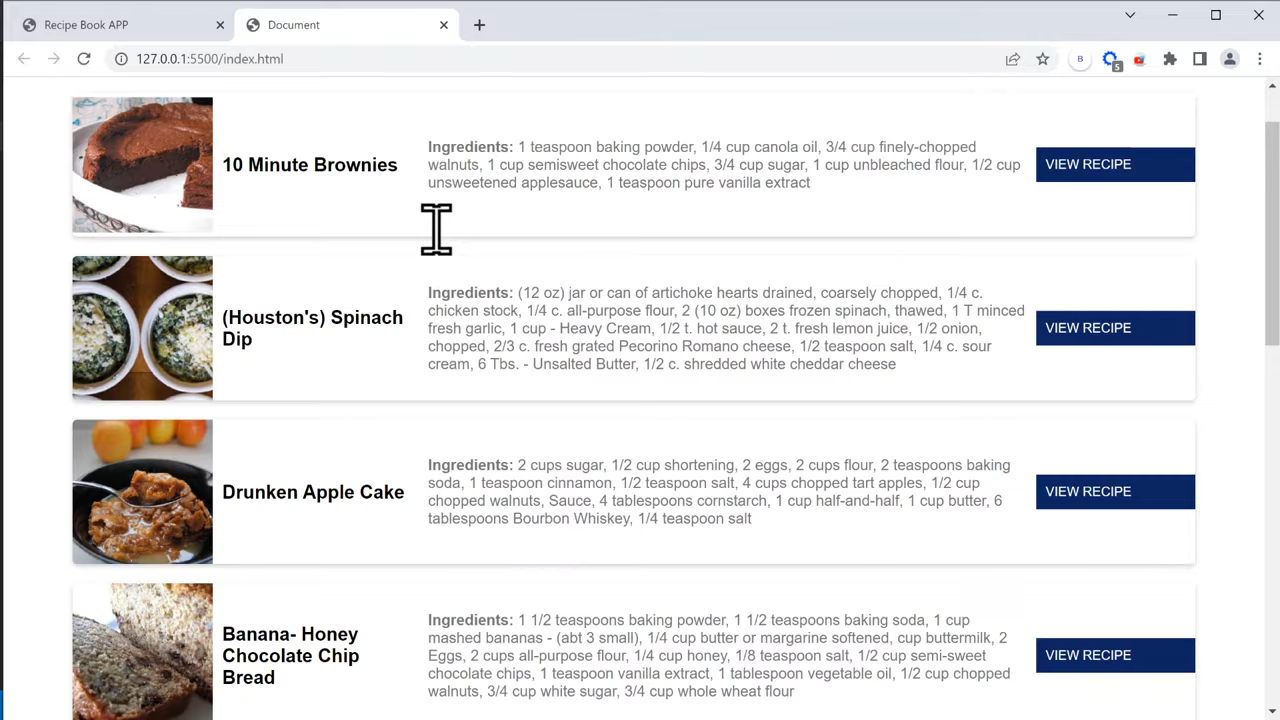 Recipe Book APP
Document
127.0.0.1:5500/index.html
B
5
10 Minute Brownies
Ingredients: 1 teaspoon baking powder, 1/4 cup canola oil, 3/4 cup finely-chopped
walnuts, 1 cup semisweet chocolate chips, 3/4 cup sugar, 1 cup unbleached flour, 1/2 cup
unsweetened applesauce, 1 teaspoon pure vanilla extract
VIEW RECIPE
(Houston's) Spinach
Dip
Ingredients: (12 oz) jar or can of artichoke hearts drained, coarsely chopped, 1/4 c.
chicken stock, 1/4 c. all-purpose flour, 2 (10 oz) boxes frozen spinach, thawed, 1 T minced
fresh garlic, 1 cup - Heavy Cream, 1/2 t. hot sauce, 2 t. fresh lemon juice, 1/2 onion,
chopped, 2/3 c. fresh grated Pecorino Romano cheese, 1/2 teaspoon salt, 1/4 c. sour
cream, 6 Tbs. - Unsalted Butter, 1/2 c. shredded white cheddar cheese
VIEW RECIPE
Drunken Apple Cake
Ingredients: 2 cups sugar, 1/2 cup shortening, 2 eggs, 2 cups flour, 2 teaspoons baking
soda, 1 teaspoon cinnamon, 1/2 teaspoon salt, 4 cups chopped tart apples, 1/2 cup
chopped walnuts, Sauce, 4 tablespoons cornstarch, 1 cup half-and-half, 1 cup butter, 6
tablespoons Bourbon Whiskey, 1/4 teaspoon salt
VIEW RECIPE
Banana- Honey
Chocolate Chip
Bread
Ingredients: 1 1/2 teaspoons baking powder, 1 1/2 teaspoons baking soda, 1 cup
mashed bananas - (abt 3 small), 1/4 cup butter or margarine softened, cup buttermilk, 2
Eggs, 2 cups all-purpose flour, 1/4 cup honey, 1/8 teaspoon salt, 1/2 cup semi-sweet
chocolate chips, 1 teaspoon vanilla extract, 1 tablespoon vegetable oil, 1/2 cup chopped
walnuts, 3/4 cup white sugar, 3/4 cup whole wheat flour
VIEW RECIPE